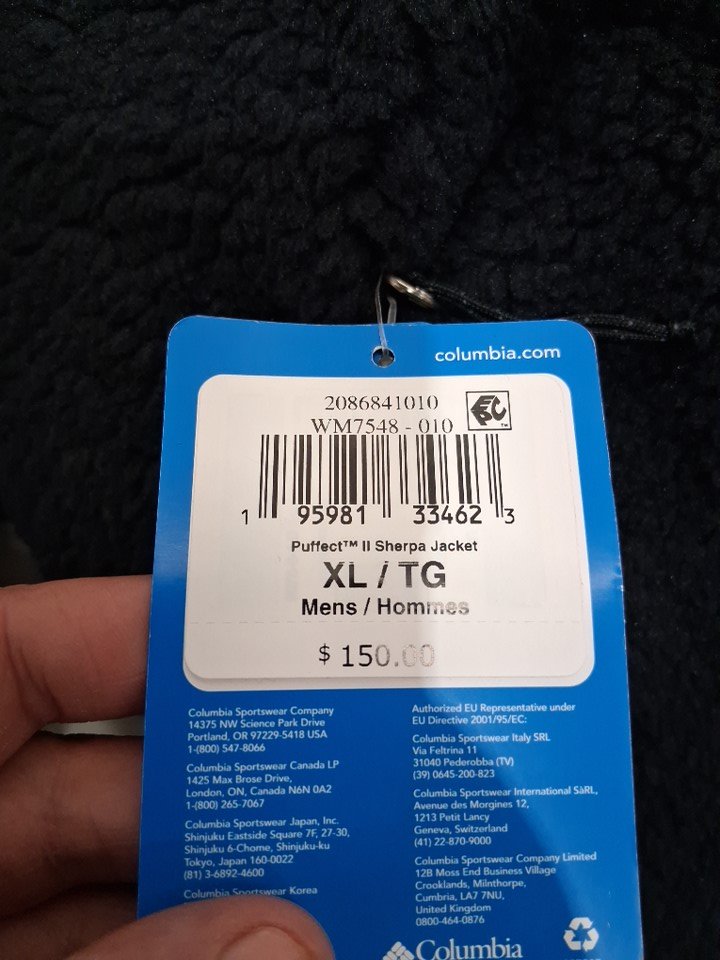 columbia.com
2086841010
WM7548 - 010
EPC™
1 95981 33462 3
Puffect™ II Sherpa Jacket
XL / TG
Mens / Hommes
$ 150.00
Columbia Sportswear Company
14375 NW Science Park Drive
Portland, OR 97229-5418 USA
1-(800) 547-8066
Columbia Sportswear Canada LP
1425 Max Brose Drive,
London, ON, Canada N6N 0A2
1-(800) 265-7067
Columbia Sportswear Japan, Inc.
Shinjuku Eastside Square 7F, 27-30,
Shinjuku 6-Chome, Shinjuku-ku
Tokyo, Japan 160-0022
(81) 3-6892-4600
Columbia Sportswear Korea
Authorized EU Representative under
EU Directive 2001/95/EC:
Columbia Sportswear Italy SRL
Via Feltrina 11
31040 Pederobba (TV)
(39) 0645-200-823
Columbia Sportswear International SàRL,
Avenue des Morgines 12,
1213 Petit Lancy
Geneva, Switzerland
(41) 22-870-9000
Columbia Sportswear Company Limited
12B Moss End Business Village
Crooklands, Milnthorpe,
Cumbria, LA7 7NU,
United Kingdom
0800-464-0876
Columbia